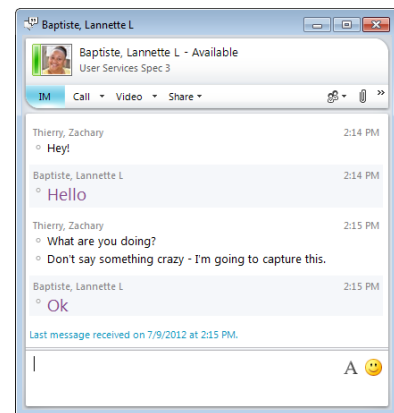 Baptiste, Lannette L
Baptiste, Lannette L - Available
User Services Spec 3
IM Call Video Share
Thierry, Zachary 2:14 PM
Hey!
Baptiste, Lannette L 2:14 PM
Hello
Thierry, Zachary 2:15 PM
What are you doing?
Don't say something crazy - I'm going to capture this.
Baptiste, Lannette L 2:15 PM
Ok
Last message received on 7/9/2012 at 2:15 PM.
A